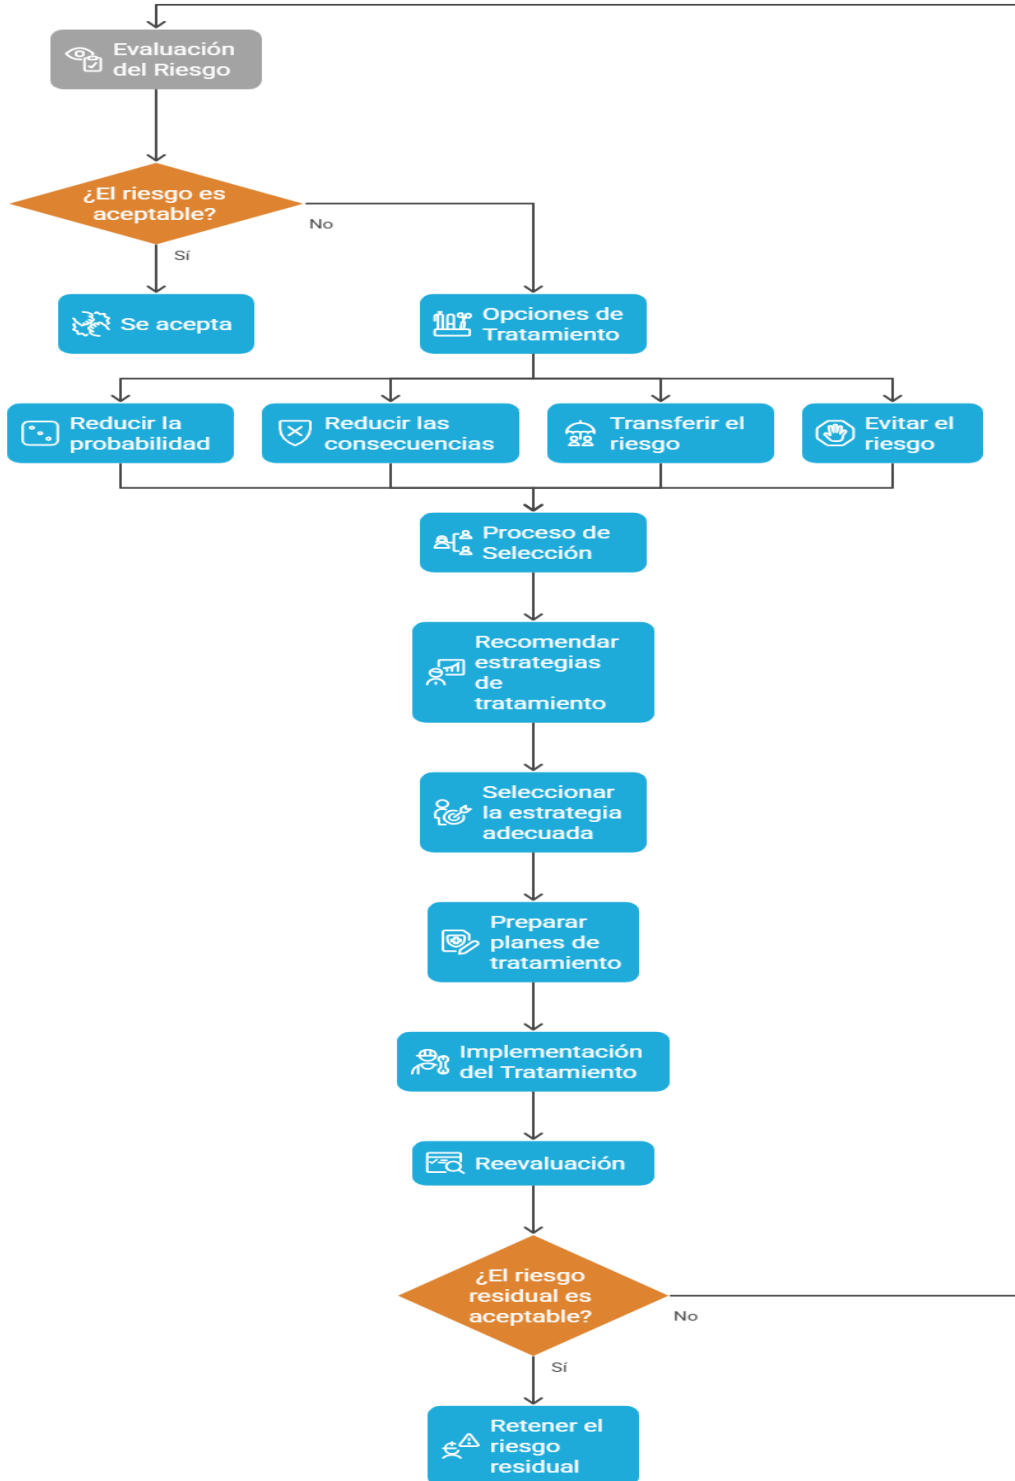 Evaluación
del Riesgo
¿El riesgo es
aceptable?
No
Sí
Se acepta
Opciones de
Tratamiento
Reducir la
probabilidad
Reducir las
consecuencias
Transferir el
riesgo
Evitar el
riesgo
Proceso de
Selección
Recomendar
estrategias
de
tratamiento
Seleccionar
la estrategia
adecuada
Preparar
planes de
tratamiento
Implementación
del Tratamiento
Reevaluación
¿El riesgo
residual es
aceptable?
No
Sí
Retener el
riesgo
residual